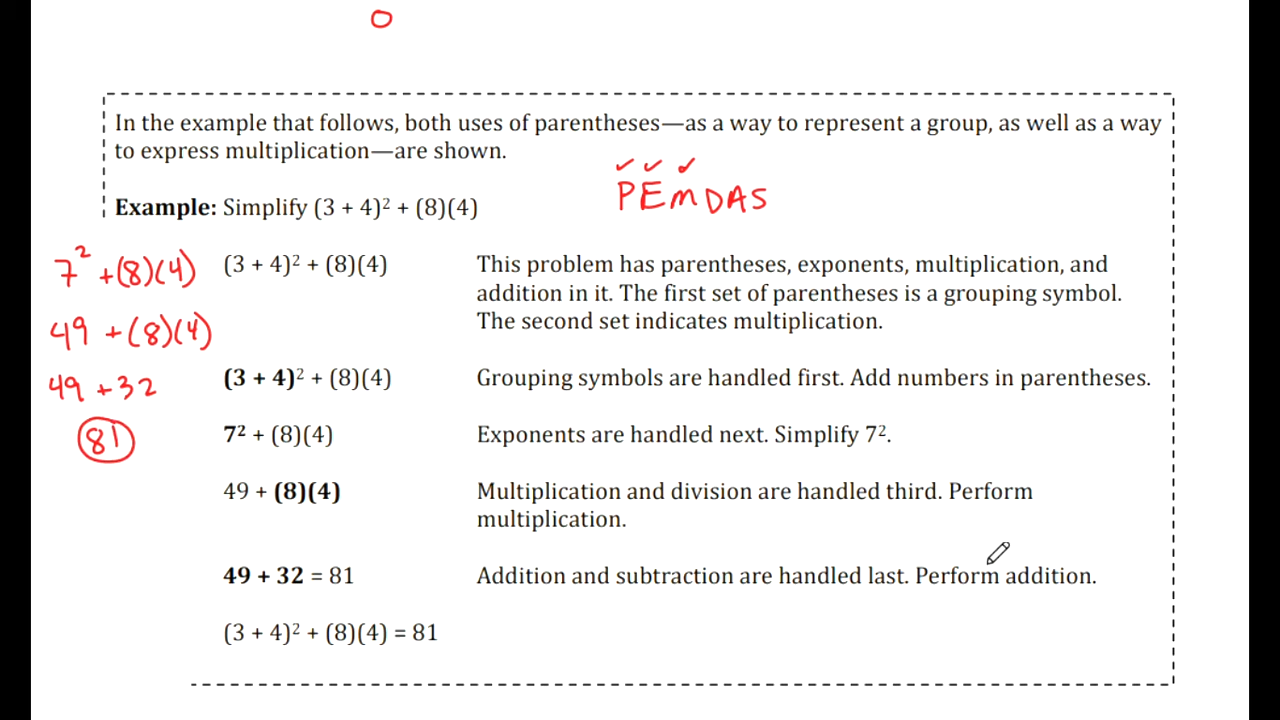 O
In the example that follows, both uses of parentheses—as a way to represent a group, as well as a way
to express multiplication—are shown.
✓ ✓ ✓
PEMDAS
Example: Simplify (3 + 4)² + (8)(4)
7² + (8)(4)
(3 + 4)² + (8)(4)
This problem has parentheses, exponents, multiplication, and
addition in it. The first set of parentheses is a grouping symbol.
The second set indicates multiplication.
49 + (8)(4)
(3 + 4)² + (8)(4)
Grouping symbols are handled first. Add numbers in parentheses.
49 + 32
7² + (8)(4)
Exponents are handled next. Simplify 7².
81
49 + (8)(4)
Multiplication and division are handled third. Perform
multiplication.
49 + 32 = 81
Addition and subtraction are handled last. Perform addition.
(3 + 4)² + (8)(4) = 81